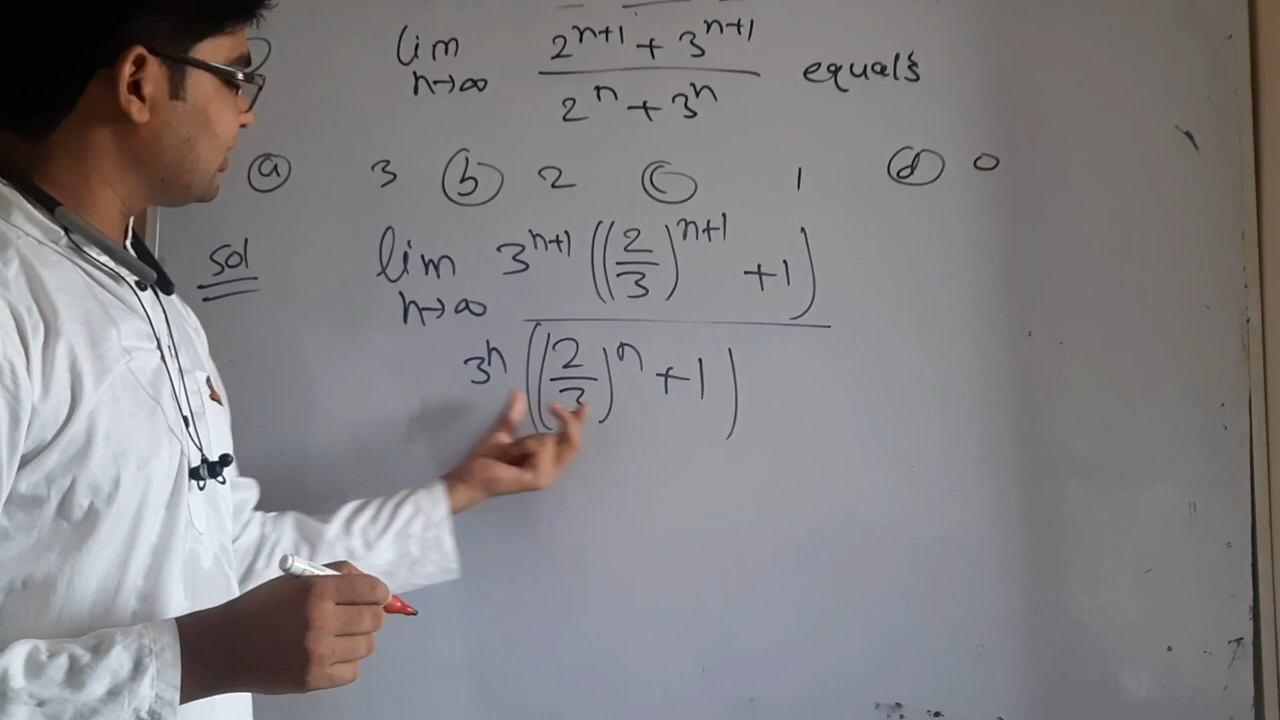 lim n→∞ (2^{n+1} + 3^{n+1}) / (2^n + 3^n) equals
ⓐ 3 ⓑ 2 ⓒ 1 ⓓ 0
Sol lim n→∞ 3^{n+1} ((2/3)^{n+1} + 1) / 3^n ((2/3)^n + 1)